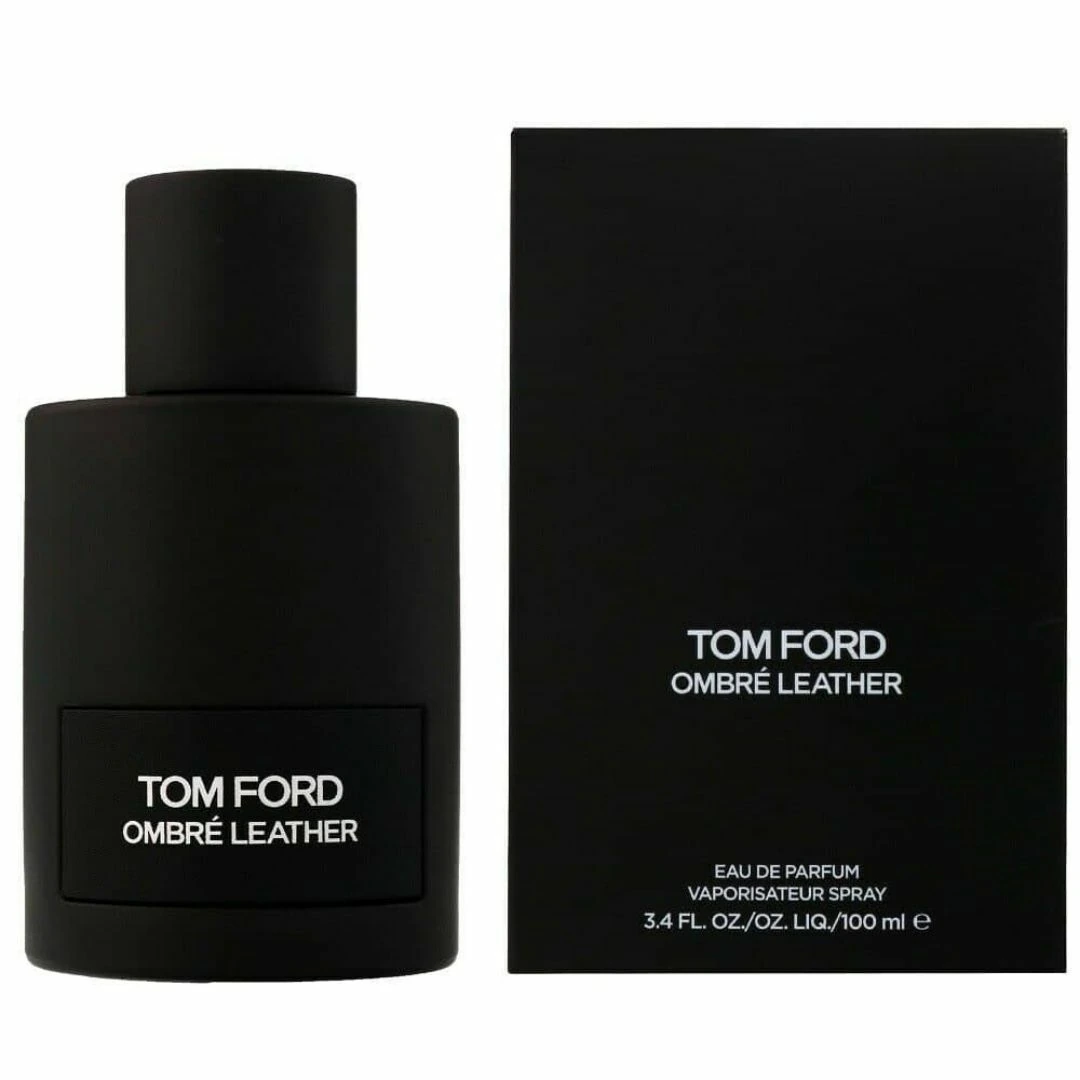 TOM FORD
OMBRÉ LEATHER
TOM FORD
OMBRÉ LEATHER
EAU DE PARFUM
VAPORISATEUR SPRAY
3.4 FL. OZ./OZ. LIQ./100 ml ℮